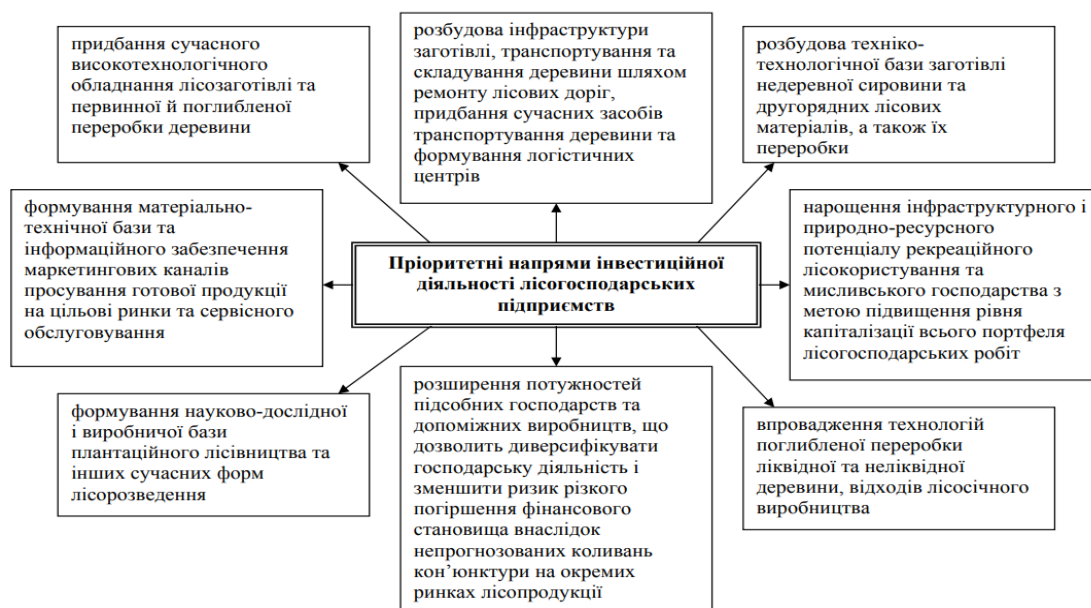 придбання сучасного
високотехнологічного
обладнання лісозаготівлі та
первинної й поглибленої
переробки деревини
розбудова інфраструктури
заготівлі, транспортування та
складування деревини шляхом
ремонту лісових доріг,
придбання сучасних засобів
транспортування деревини та
формування логістичних
центрів
розбудова техніко-
технологічної бази заготівлі
недеревної сировини та
другорядних лісових
матеріалів, а також їх
переробки
формування матеріально-
технічної бази та
інформаційного забезпечення
маркетингових каналів
просування готової продукції
на цільові ринки та сервісного
обслуговування
Пріоритетні напрями інвестиційної
діяльності лісогосподарських
підприємств
нарощення інфраструктурного і
природно-ресурсного
потенціалу рекреаційного
лісокористування та
мисливського господарства з
метою підвищення рівня
капіталізації всього портфеля
лісогосподарських робіт
формування науково-дослідної
і виробничої бази
плантаційного лісівництва та
інших сучасних форм
лісорозведення
розширення потужностей
підсобних господарств та
допоміжних виробництв, що
дозволить диверсифікувати
господарську діяльність і
зменшити ризик різкого
погіршення фінансового
становища внаслідок
непрогнозованих коливань
кон’юнктури на окремих
ринках лісопродукції
впровадження технологій
поглибленої переробки
ліквідної та неліквідної
деревини, відходів лісосічного
виробництва